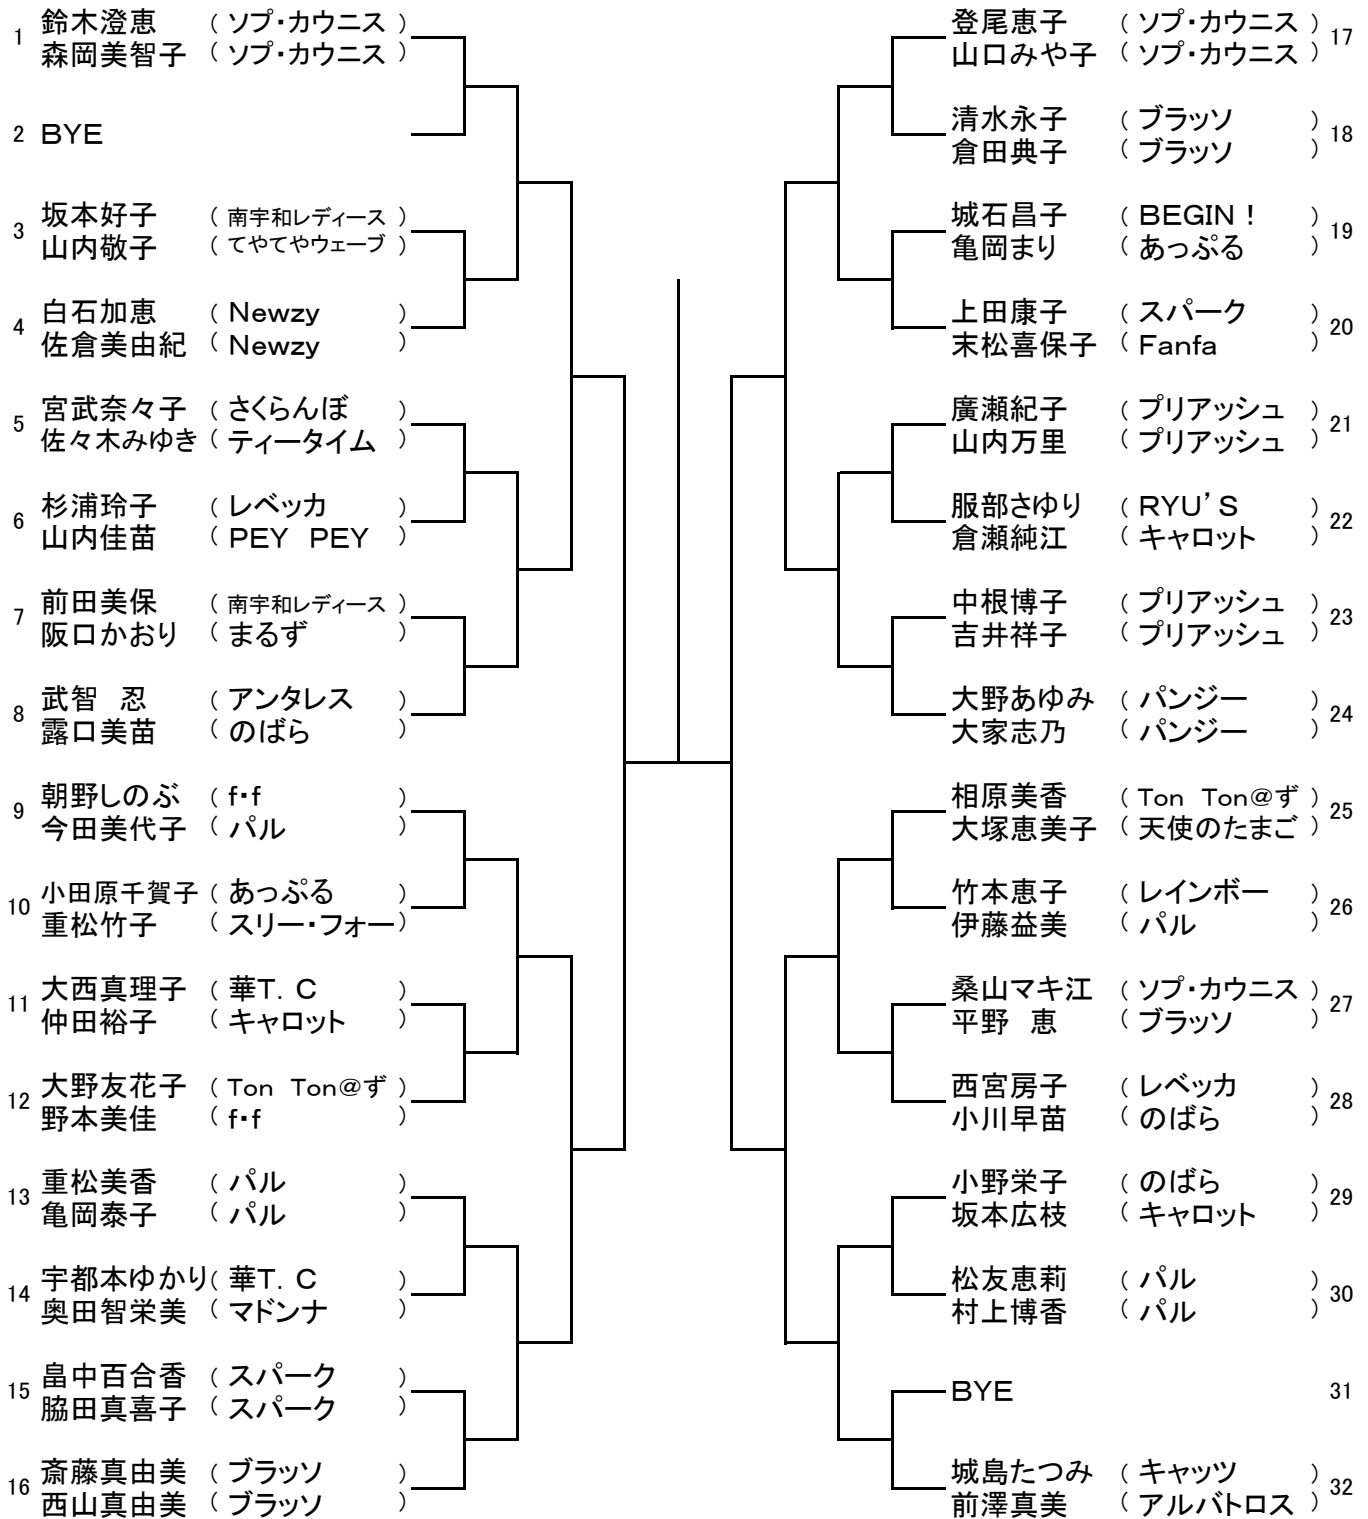 1 鈴木澄恵 ( ソプ・カウニス )
森岡美智子 ( ソプ・カウニス )
2 BYE
3 坂本好子 ( 南宇和レディース )
山内敬子 ( てやてやウェーブ )
4 白石加恵 ( Newzy )
佐倉美由紀 ( Newzy )
5 宮武奈々子 ( さくらんぼ )
佐々木みゆき ( ティータイム )
6 杉浦玲子 ( レベッカ )
山内佳苗 ( PEY PEY )
7 前田美保 ( 南宇和レディース )
阪口かおり ( まるず )
8 武智 忍 ( アンタレス )
露口美苗 ( のばら )
9 朝野しのぶ ( f・f )
今田美代子 ( パル )
10 小田原千賀子 ( あっぷる )
重松竹子 ( スリー・フォー )
11 大西真理子 ( 華T. C )
仲田裕子 ( キャロット )
12 大野友花子 ( Ton Ton@ず )
野本美佳 ( f・f )
13 重松美香 ( パル )
亀岡泰子 ( パル )
14 宇都本ゆかり ( 華T. C )
奥田智栄美 ( マドンナ )
15 畠中百合香 ( スパーク )
脇田真喜子 ( スパーク )
16 斎藤真由美 ( ブラッソ )
西山真由美 ( ブラッソ )
登尾恵子 ( ソプ・カウニス ) 17
山口みや子 ( ソプ・カウニス )
清水永子 ( ブラッソ ) 18
倉田典子 ( ブラッソ )
城石昌子 ( BEGIN! ) 19
亀岡まり ( あっぷる )
上田康子 ( スパーク ) 20
末松喜保子 ( Fanfa )
廣瀬紀子 ( プリアッシュ ) 21
山内万里 ( プリアッシュ )
服部さゆり ( RYU'S ) 22
倉瀬純江 ( キャロット )
中根博子 ( プリアッシュ ) 23
吉井祥子 ( プリアッシュ )
大野あゆみ ( パンジー ) 24
大家志乃 ( パンジー )
相原美香 ( Ton Ton@ず ) 25
大塚恵美子 ( 天使のたまご )
竹本恵子 ( レインボー ) 26
伊藤益美 ( パル )
桑山マキ江 ( ソプ・カウニス ) 27
平野 恵 ( ブラッソ )
西宮房子 ( レベッカ ) 28
小川早苗 ( のばら )
小野栄子 ( のばら ) 29
坂本広枝 ( キャロット )
松友恵莉 ( パル ) 30
村上博香 ( パル )
BYE 31
城島たつみ ( キャッツ ) 32
前澤真美 ( アルバトロス )